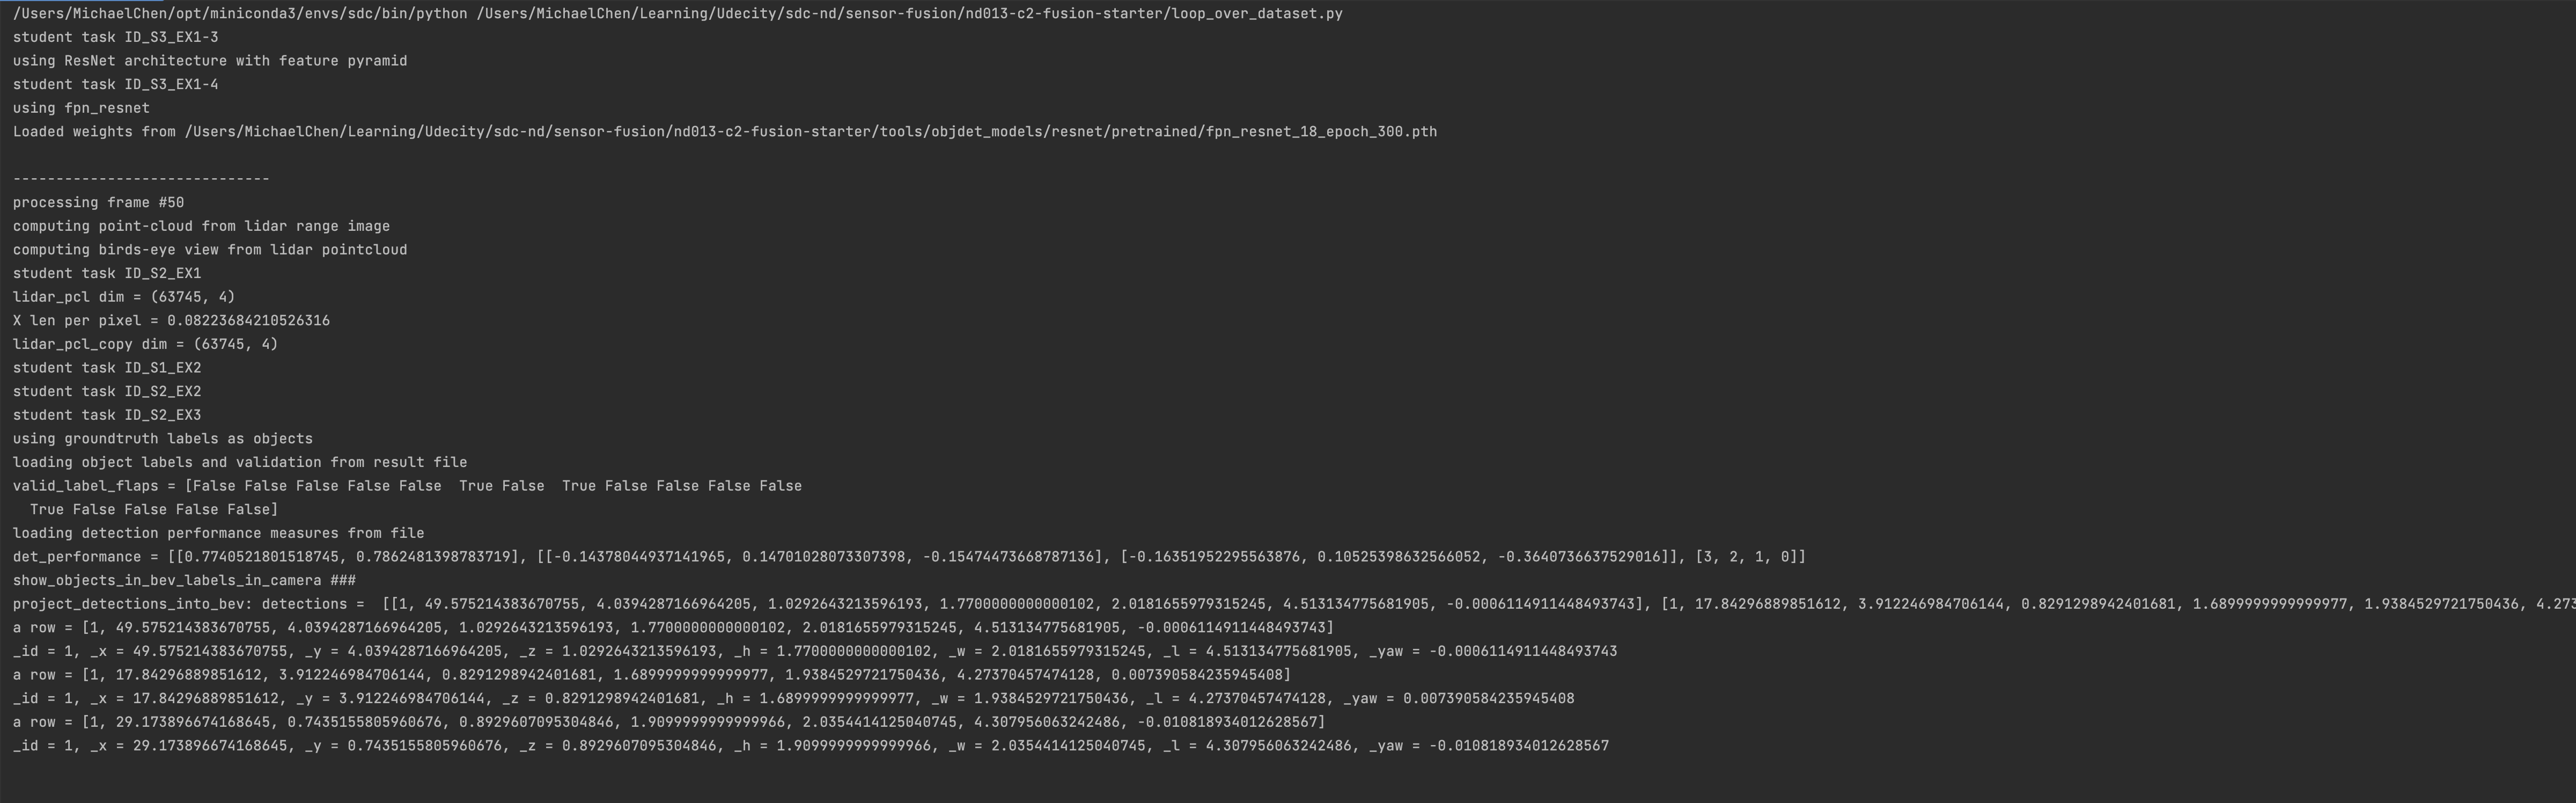 /Users/MichaelChen/opt/miniconda3/envs/sdc/bin/python /Users/MichaelChen/Learning/Udecity/sdc-nd/sensor-fusion/nd013-c2-fusion-starter/loop_over_dataset.py
student task ID_S3_EX1-3
using ResNet architecture with feature pyramid
student task ID_S3_EX1-4
using fpn_resnet
Loaded weights from /Users/MichaelChen/Learning/Udecity/sdc-nd/sensor-fusion/nd013-c2-fusion-starter/tools/objdet_models/resnet/pretrained/fpn_resnet_18_epoch_300.pth
------------------------------
processing frame #50
computing point-cloud from lidar range image
computing birds-eye view from lidar pointcloud
student task ID_S2_EX1
lidar_pcl dim = (63745, 4)
X len per pixel = 0.08223684210526316
lidar_pcl_copy dim = (63745, 4)
student task ID_S1_EX2
student task ID_S2_EX2
student task ID_S2_EX3
using groundtruth labels as objects
loading object labels and validation from result file
valid_label_flaps = [False False False False False  True False  True False False False False
  True False False False False]
loading detection performance measures from file
det_performance = [[0.7740521801518745, 0.7862481398783719], [[-0.14378044937141965, 0.14701028073307398, -0.15474473668787136], [-0.16351952295563876, 0.10525398632566052, -0.3640736637529016]], [3, 2, 1, 0]]
show_objects_in_bev_labels_in_camera ###
project_detections_into_bev: detections =  [[1, 49.575214383670755, 4.0394287166964205, 1.0292643213596193, 1.7700000000000102, 2.0181655979315245, 4.513134775681905, -0.0006114911448493743], [1, 17.84296889851612, 3.912246984706144, 0.8291298942401681, 1.6899999999999977, 1.9384529721750436, 4.273
a row = [1, 49.575214383670755, 4.0394287166964205, 1.0292643213596193, 1.7700000000000102, 2.0181655979315245, 4.513134775681905, -0.0006114911448493743]
_id = 1, _x = 49.575214383670755, _y = 4.0394287166964205, _z = 1.0292643213596193, _h = 1.7700000000000102, _w = 2.0181655979315245, _l = 4.513134775681905, _yaw = -0.0006114911448493743
a row = [1, 17.84296889851612, 3.912246984706144, 0.8291298942401681, 1.6899999999999977, 1.9384529721750436, 4.27370457474128, 0.007390584235945408]
_id = 1, _x = 17.84296889851612, _y = 3.912246984706144, _z = 0.8291298942401681, _h = 1.6899999999999977, _w = 1.9384529721750436, _l = 4.27370457474128, _yaw = 0.007390584235945408
a row = [1, 29.173896674168645, 0.7435155805960676, 0.8929607095304846, 1.9099999999999966, 2.0354414125040745, 4.307956063242486, -0.010818934012628567]
_id = 1, _x = 29.173896674168645, _y = 0.7435155805960676, _z = 0.8929607095304846, _h = 1.9099999999999966, _w = 2.0354414125040745, _l = 4.307956063242486, _yaw = -0.010818934012628567